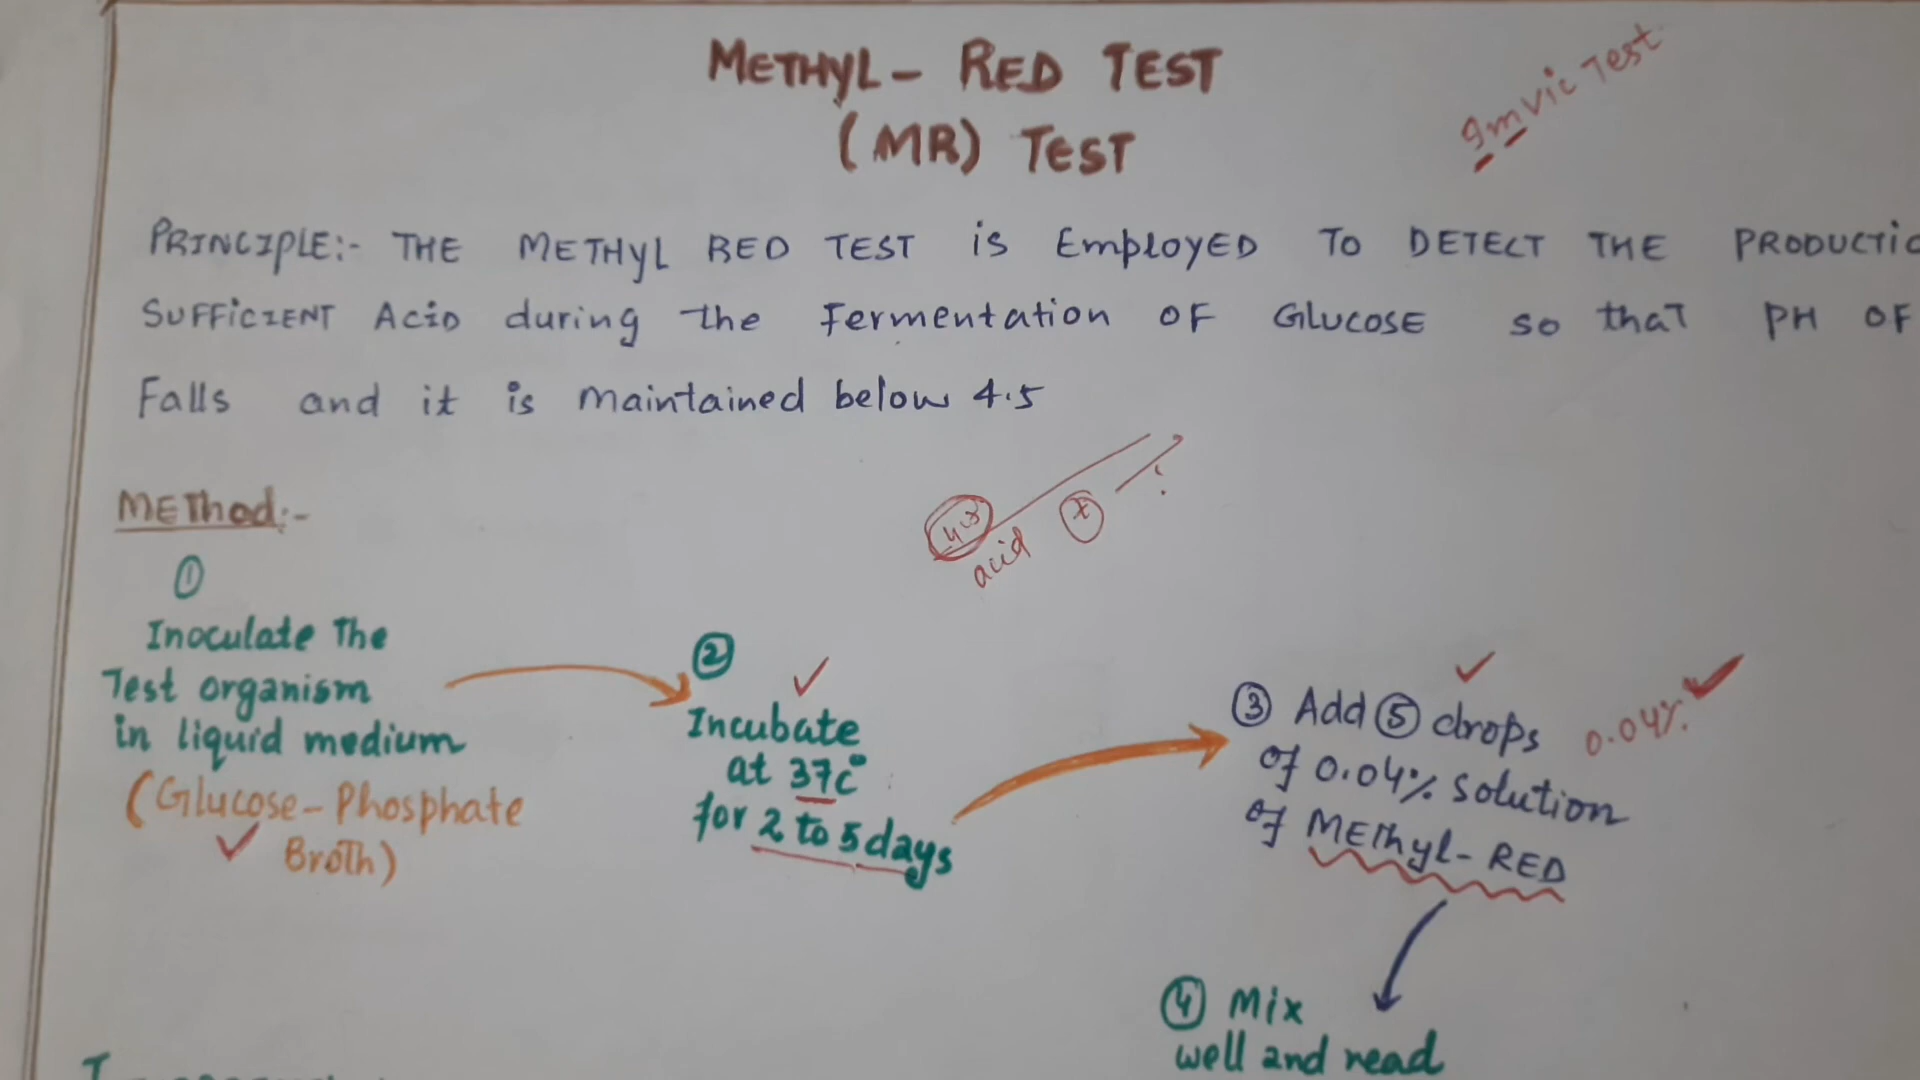 METHYL- RED TEST
(MR) TEST
Imvic Test
PRINCIPLE:- THE METHYL RED TEST is EmployED TO DETECT THE PRODUCTIO
SUFFICIENT Acid during the Fermentation OF GLUCOSE so that PH OF
Falls and it is maintained below 4.5
acid
METhod:-
①
Inoculate The
Test organism
in liquid medium
(Glucose-Phosphate
Broth)
②
Incubate
at 37c°
for 2 to 5 days
③ Add ⑤ drops
0.04%
of 0.04% solution
of METhyl-RED
④ Mix
well and read